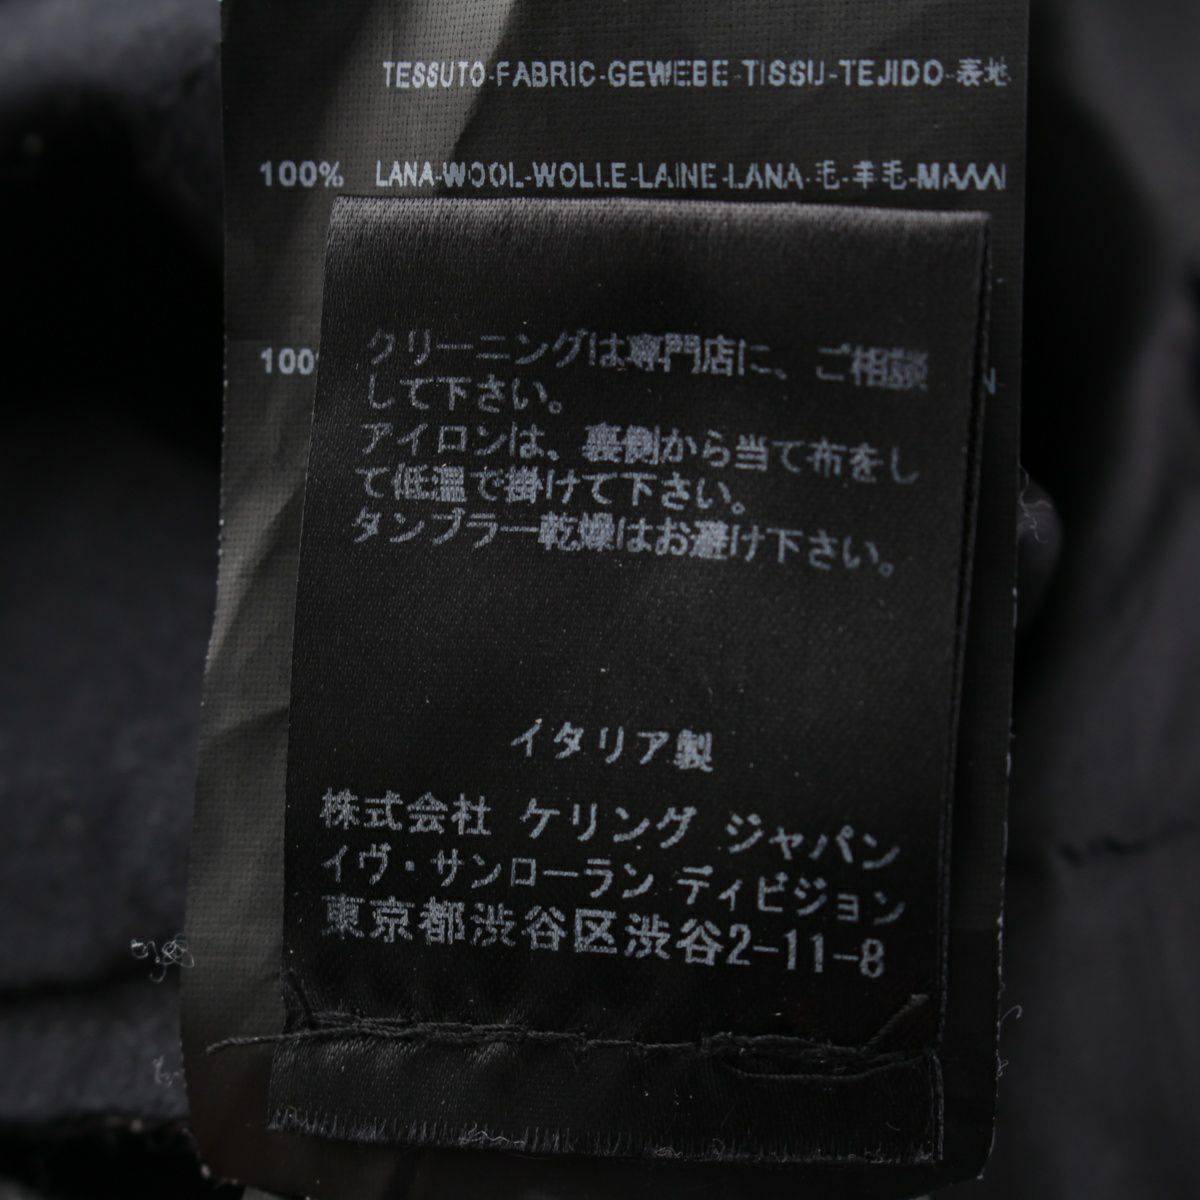 TESSUTO-FABRIC-GEWEBE-TISSU-TEJIDO-表地
100% LANA-WOOL-WOLLE-LAINE-LANA-毛-羊毛-
100
クリーニングは専門店に、ご相談
して下さい。
アイロンは、裏側から当て布をし
て低温で掛けて下さい。
タンブラー乾燥はお避け下さい。
イタリア製
株式会社 ケリング ジャパン
イヴ・サンローラン ディビジョン
東京都渋谷区渋谷2-11-8